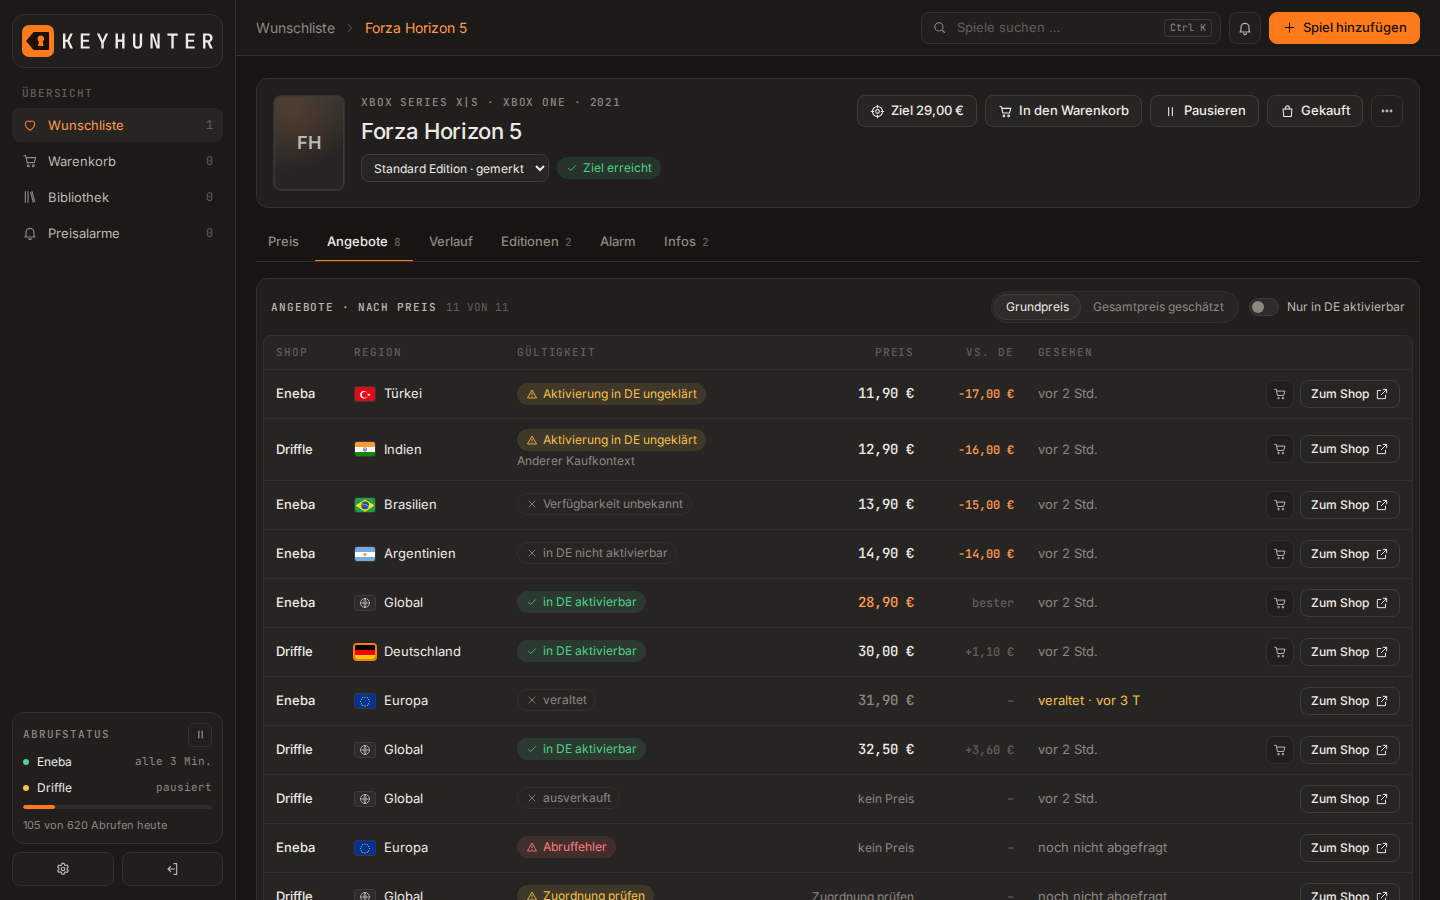 KEYHUNTER
Wunschliste > Forza Horizon 5
Spiele suchen ... Ctrl K
Spiel hinzufügen
ÜBERSICHT
Wunschliste 1
Warenkorb 0
Bibliothek 0
Preisalarme 0
FH
XBOX SERIES X|S · XBOX ONE · 2021
Forza Horizon 5
Standard Edition · gemerkt
Ziel erreicht
Ziel 29,00 €
In den Warenkorb
Pausieren
Gekauft
Preis
Angebote 8
Verlauf
Editionen 2
Alarm
Infos 2
ANGEBOTE · NACH PREIS 11 VON 11
Grundpreis
Gesamtpreis geschätzt
Nur in DE aktivierbar
SHOP REGION GÜLTIGKEIT PREIS VS. DE GESEHEN
Eneba Türkei Aktivierung in DE ungeklärt 11,90 € -17,00 € vor 2 Std. Zum Shop
Driffle Indien Aktivierung in DE ungeklärt 12,90 € -16,00 € vor 2 Std. Zum Shop
Anderer Kaufkontext
Eneba Brasilien Verfügbarkeit unbekannt 13,90 € -15,00 € vor 2 Std. Zum Shop
Eneba Argentinien in DE nicht aktivierbar 14,90 € -14,00 € vor 2 Std. Zum Shop
Eneba Global in DE aktivierbar 28,90 € bester vor 2 Std. Zum Shop
Driffle Deutschland in DE aktivierbar 30,00 € +1,10 € vor 2 Std. Zum Shop
Eneba Europa veraltet 31,90 € – veraltet · vor 3 T Zum Shop
Driffle Global in DE aktivierbar 32,50 € +3,60 € vor 2 Std. Zum Shop
Driffle Global ausverkauft kein Preis – vor 2 Std. Zum Shop
Eneba Europa Abruffehler kein Preis – noch nicht abgefragt Zum Shop
Driffle Global Zuordnung prüfen Zuordnung prüfen – noch nicht abgefragt Zum Shop
ABRUFSTATUS
Eneba alle 3 Min.
Driffle pausiert
105 von 620 Abrufen heute